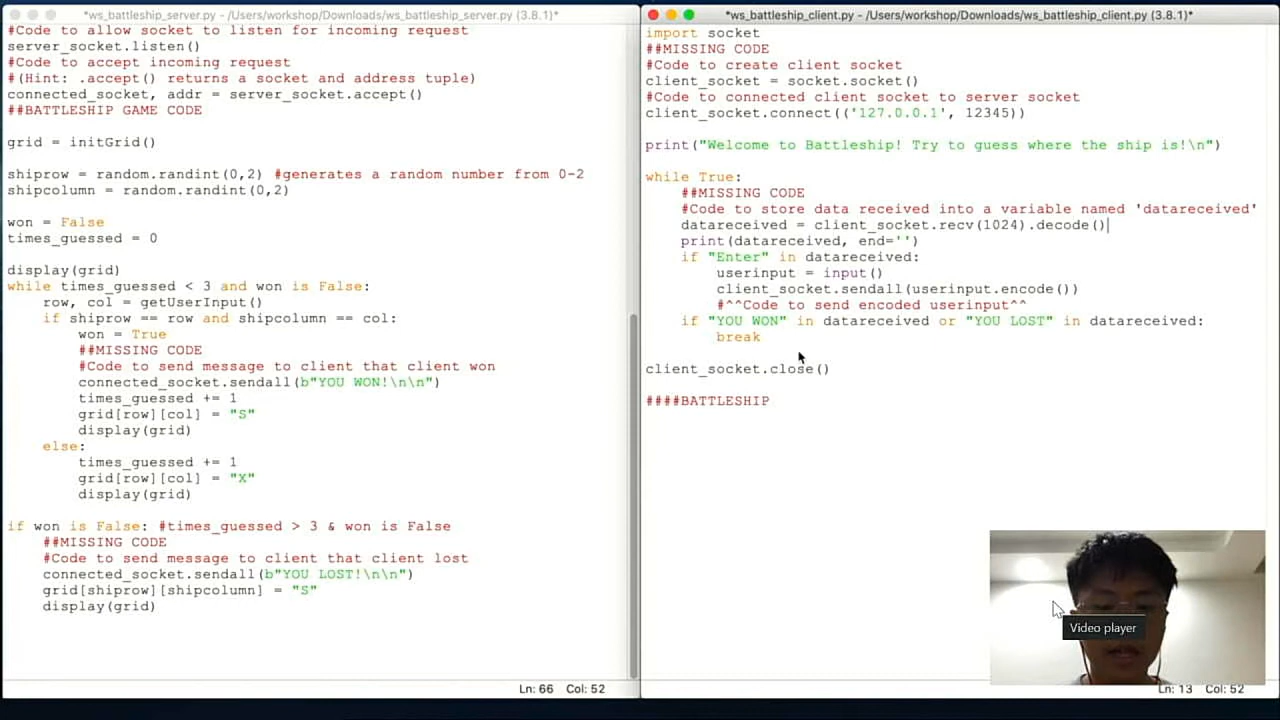 *ws_battleship_server.py - /Users/workshop/Downloads/ws_battleship_server.py (3.8.1)*
#Code to allow socket to listen for incoming request
server_socket.listen()
#Code to accept incoming request
#(Hint: .accept() returns a socket and address tuple)
connected_socket, addr = server_socket.accept()
##BATTLESHIP GAME CODE
grid = initGrid()
shiprow = random.randint(0,2) #generates a random number from 0-2
shipcolumn = random.randint(0,2)
won = False
times_guessed = 0
display(grid)
while times_guessed < 3 and won is False:
row, col = getUserInput()
if shiprow == row and shipcolumn == col:
won = True
##MISSING CODE
#Code to send message to client that client won
connected_socket.sendall(b"YOU WON!\n\n")
times_guessed += 1
grid[row][col] = "S"
display(grid)
else:
times_guessed += 1
grid[row][col] = "X"
display(grid)
if won is False: #times_guessed > 3 & won is False
##MISSING CODE
#Code to send message to client that client lost
connected_socket.sendall(b"YOU LOST!\n\n")
grid[shiprow][shipcolumn] = "S"
display(grid)
Ln: 66 Col: 52
*ws_battleship_client.py - /Users/workshop/Downloads/ws_battleship_client.py (3.8.1)*
import socket
##MISSING CODE
#Code to create client socket
client_socket = socket.socket()
#Code to connected client socket to server socket
client_socket.connect(('127.0.0.1', 12345))
print("Welcome to Battleship! Try to guess where the ship is!\n")
while True:
##MISSING CODE
#Code to store data received into a variable named 'datareceived'
datareceived = client_socket.recv(1024).decode()
print(datareceived, end='')
if "Enter" in datareceived:
userinput = input()
client_socket.sendall(userinput.encode())
#^^Code to send encoded userinput^^
if "YOU WON" in datareceived or "YOU LOST" in datareceived:
break
client_socket.close()
####BATTLESHIP
Video player
Ln: 13 Col: 52